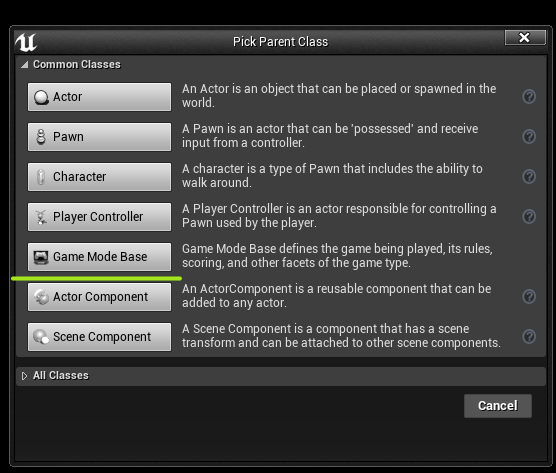 Pick Parent Class
Common Classes
Actor
An Actor is an object that can be placed or spawned in the
world.
Pawn
A Pawn is an actor that can be 'possessed' and receive
input from a controller.
Character
A character is a type of Pawn that includes the ability to
walk around.
Player Controller
A Player Controller is an actor responsible for controlling a
Pawn used by the player.
Game Mode Base
Game Mode Base defines the game being played, its rules,
scoring, and other facets of the game type.
Actor Component
An ActorComponent is a reusable component that can be
added to any actor.
Scene Component
A Scene Component is a component that has a scene
transform and can be attached to other scene components.
All Classes
Cancel